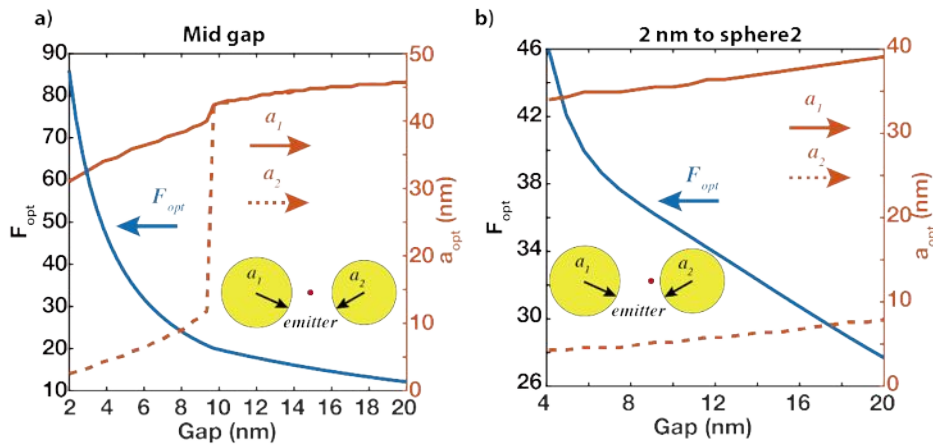 a)
Mid gap
F_opt
90
80
70
60
50
40
30
20
10
2 4 6 8 10 12 14 16 18 20
Gap (nm)
50
40
30
20
10
0
a_opt (nm)
a_1
a_2
F_opt
a_1
a_2
emitter
b)
2 nm to sphere2
F_opt
46
42
38
34
30
26
4 8 12 16 20
Gap (nm)
40
30
20
10
0
a_opt (nm)
a_1
a_2
F_opt
a_1
a_2
emitter